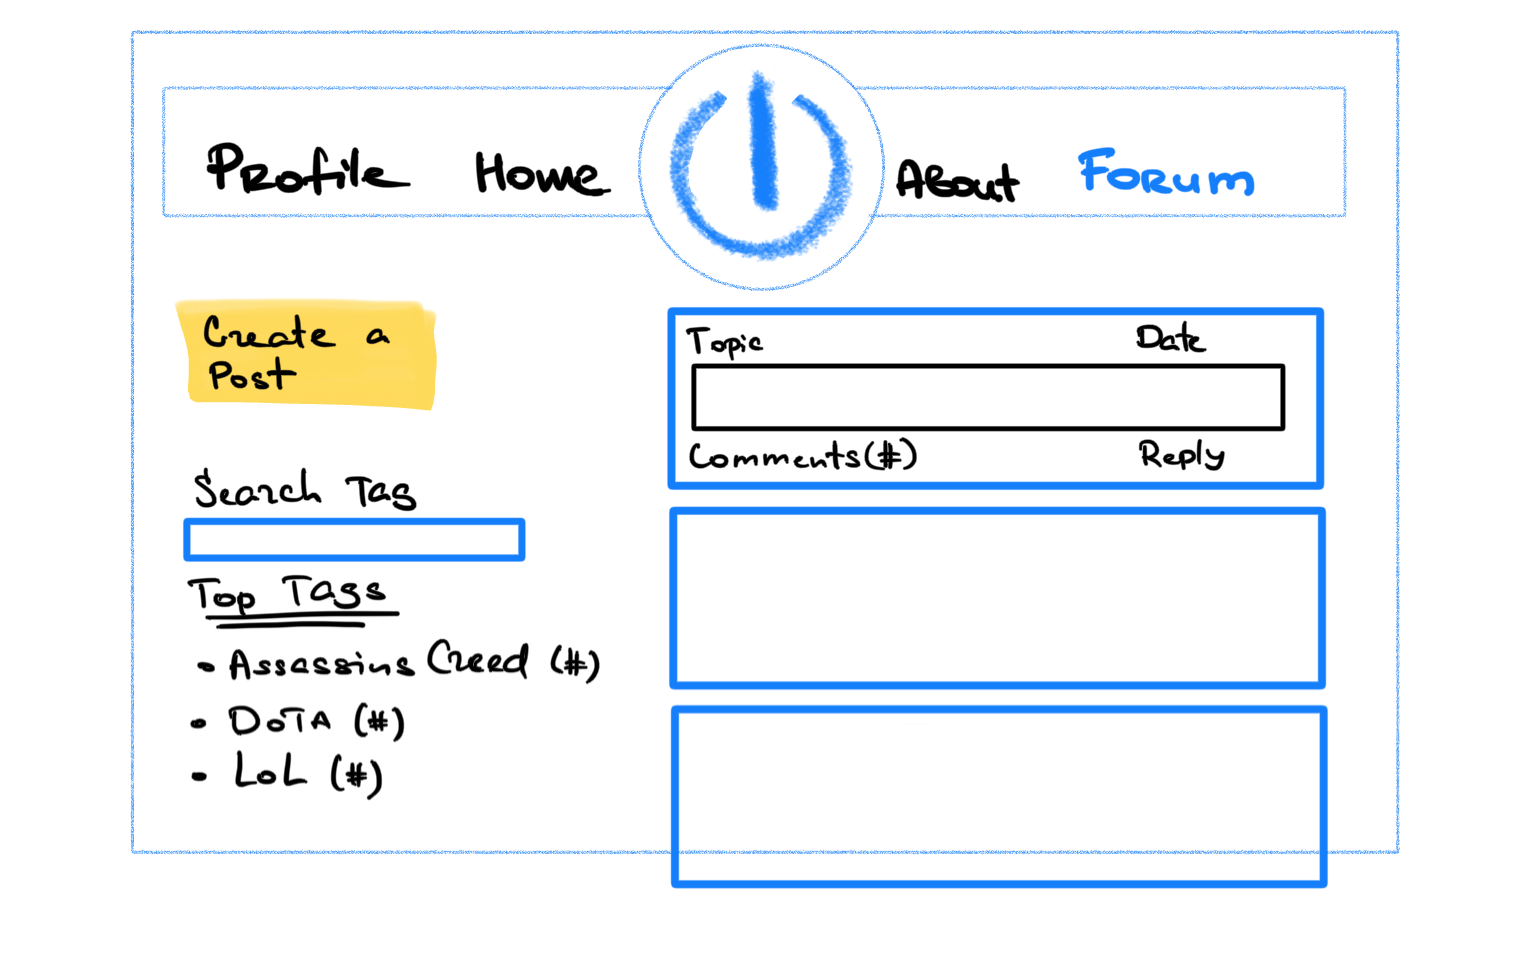 Profile Home About Forum
Create a
Post
Topic Date
Comments(#) Reply
Search Tag
Top Tags
- Assassins Creed (#)
- DoTA (#)
- LoL (#)